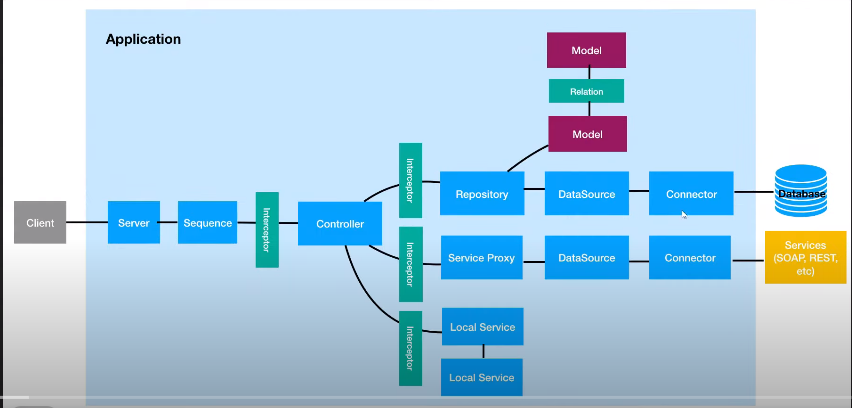 Application
Model
Relation
Model
Interceptor
Repository
DataSource
Connector
Database
Client
Server
Sequence
Interceptor
Controller
Interceptor
Service Proxy
DataSource
Connector
Services
(SOAP, REST,
etc)
Interceptor
Local Service
Local Service